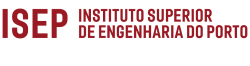 ISEP INSTITUTO SUPERIOR
DE ENGENHARIA DO PORTO